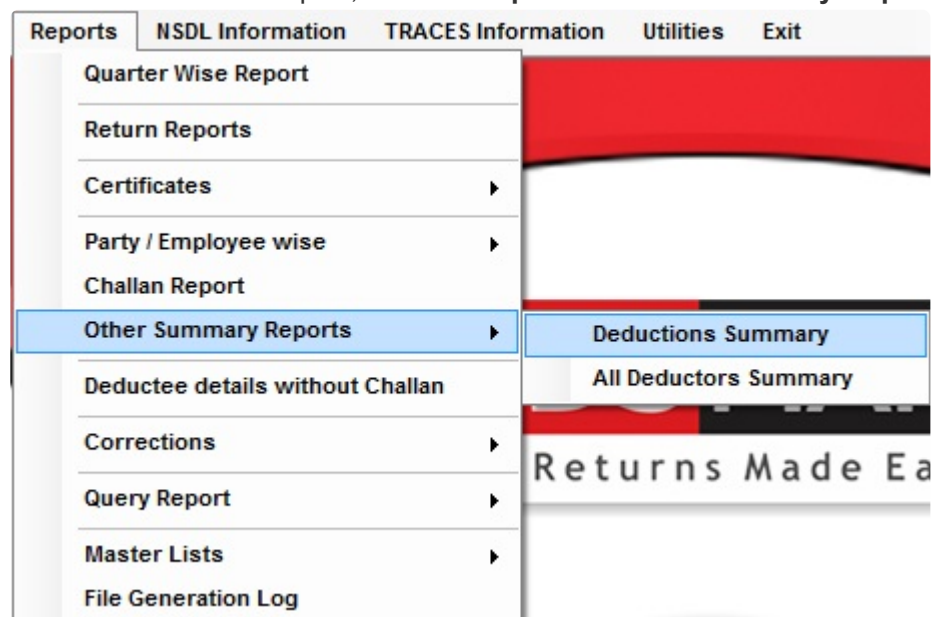 Reports NSDL Information TRACES Information Utilities Exit
Quarter Wise Report
Return Reports
Certificates
Party / Employee wise
Challan Report
Other Summary Reports
Deductions Summary
All Deductors Summary
Deductee details without Challan
Corrections
Returns Made
Query Report
Master Lists
File Generation Log